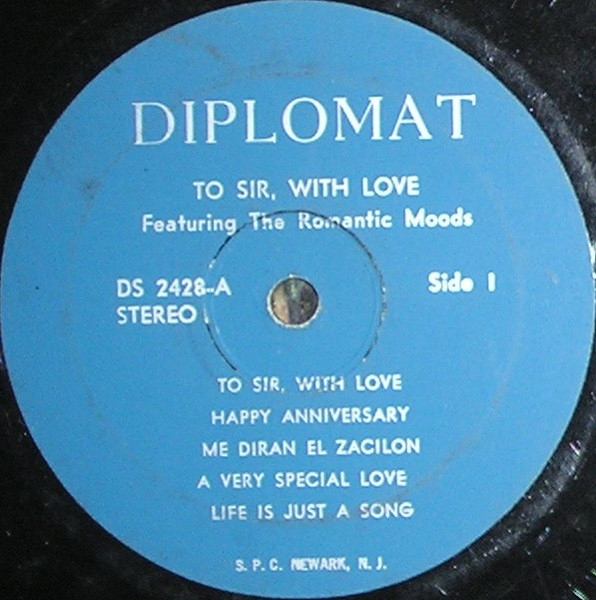 DIPLOMAT
TO SIR, WITH LOVE
Featuring The Romantic Moods
DS 2428-A
Side 1
STEREO
TO SIR, WITH LOVE
HAPPY ANNIVERSARY
ME DIRAN EL ZACILON
A VERY SPECIAL LOVE
LIFE IS JUST A SONG
S. P. C. NEWARK, N. J.